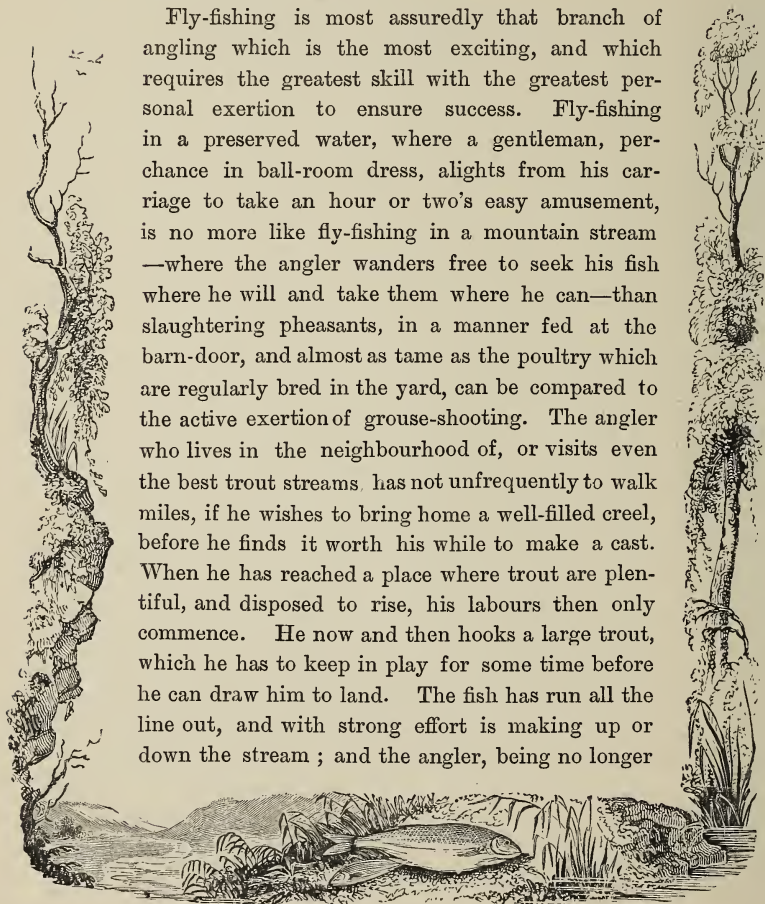 Fly-fishing is most assuredly that branch of
angling which is the most exciting, and which
requires the greatest skill with the greatest per-
sonal exertion to ensure success. Fly-fishing
in a preserved water, where a gentleman, per-
chance in ball-room dress, alights from his car-
riage to take an hour or two's easy amusement,
is no more like fly-fishing in a mountain stream
—where the angler wanders free to seek his fish
where he will and take them where he can—than
slaughtering pheasants, in a manner fed at the
barn-door, and almost as tame as the poultry which
are regularly bred in the yard, can be compared to
the active exertion of grouse-shooting. The angler
who lives in the neighbourhood of, or visits even
the best trout streams, has not unfrequently to walk
miles, if he wishes to bring home a well-filled creel,
before he finds it worth his while to make a cast.
When he has reached a place where trout are plen-
tiful, and disposed to rise, his labours then only
commence. He now and then hooks a large trout,
which he has to keep in play for some time before
he can draw him to land. The fish has run all the
line out, and with strong effort is making up or
down the stream ; and the angler, being no longer